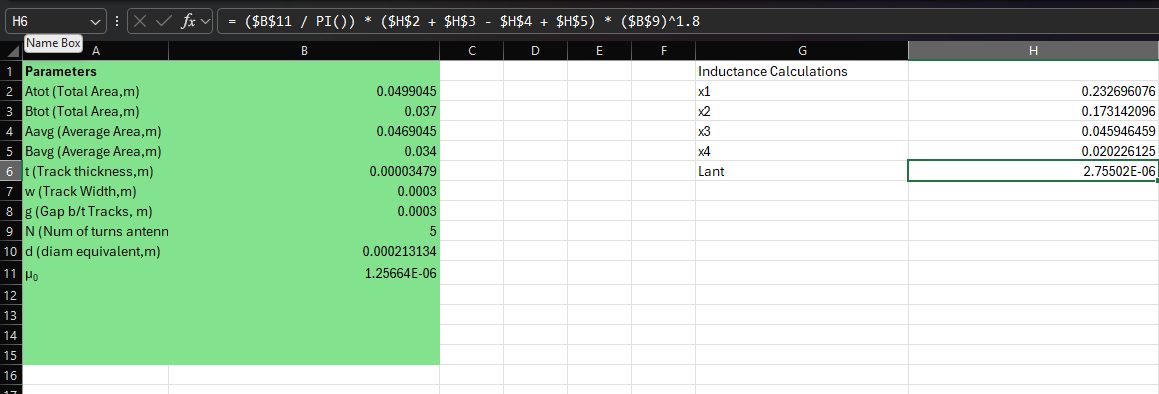 H6 fx = ($B$11 / PI()) * ($H$2 + $H$3 - $H$4 + $H$5) * ($B$9)^1.8
Name Box
A B C D E F G H
1 Parameters Inductance Calculations
2 Atot (Total Area,m) 0.0499045 x1 0.232696076
3 Btot (Total Area,m) 0.037 x2 0.173142096
4 Aavg (Average Area,m) 0.0469045 x3 0.045946459
5 Bavg (Average Area,m) 0.034 x4 0.020226125
6 t (Track thickness,m) 0.00003479 Lant 2.75502E-06
7 w (Track Width,m) 0.0003
8 g (Gap b/t Tracks, m) 0.0003
9 N (Num of turns antenn 5
10 d (diam equivalent,m) 0.000213134
11 μ₀ 1.25664E-06
12
13
14
15
16
17